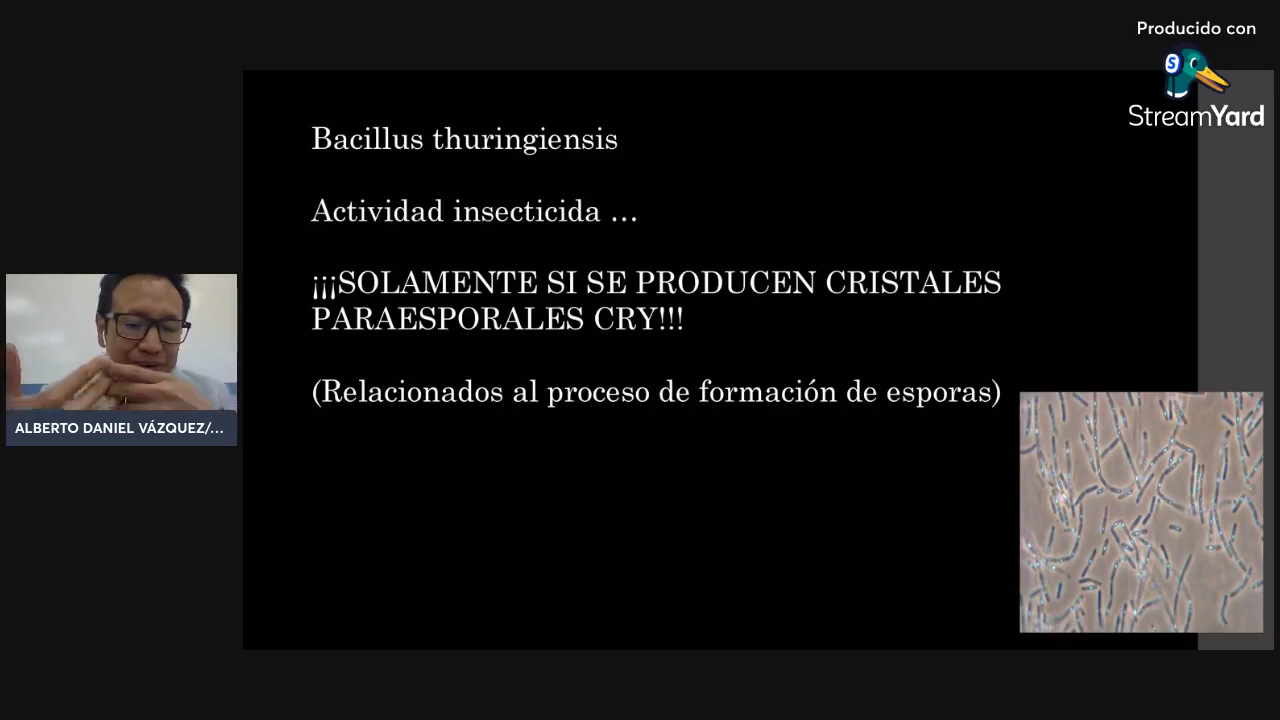 Producido con
StreamYard
Bacillus thuringiensis
Actividad insecticida ...
¡¡¡SOLAMENTE SI SE PRODUCEN CRISTALES
PARAESPORALES CRY!!!
(Relacionados al proceso de formación de esporas)
ALBERTO DANIEL VÁZQUEZ/...